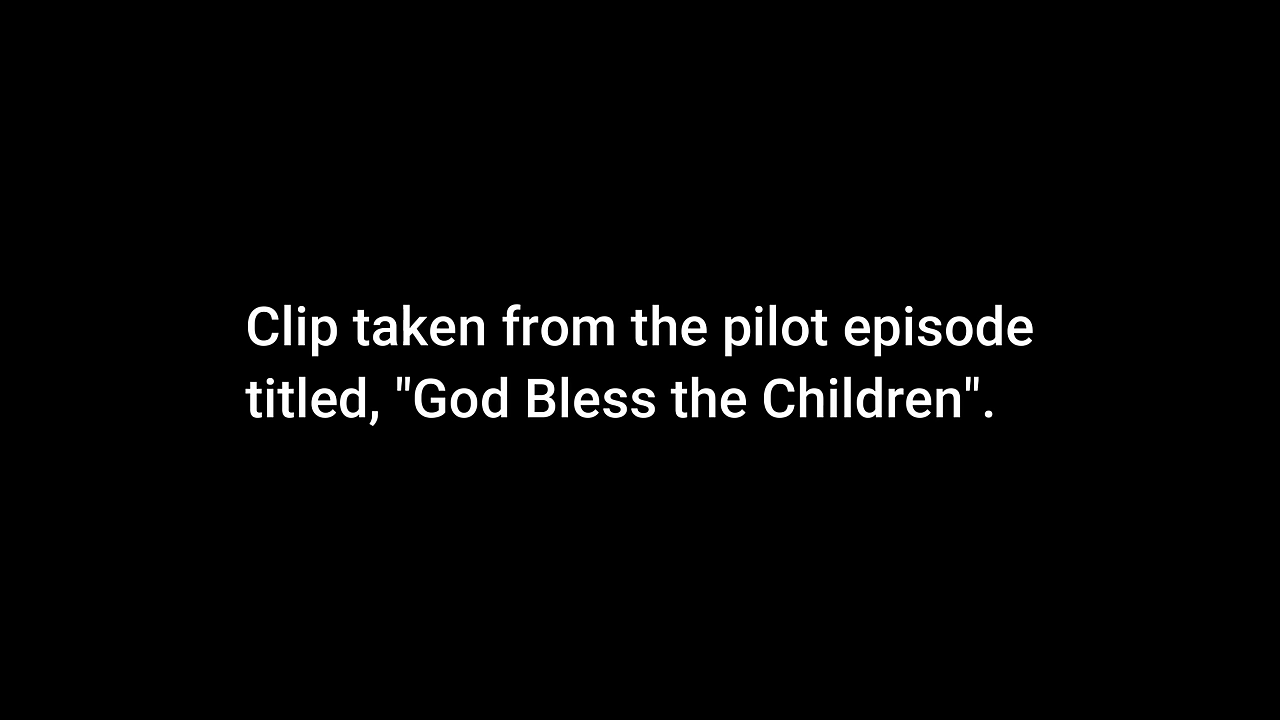 Clip taken from the pilot episode
titled, "God Bless the Children".